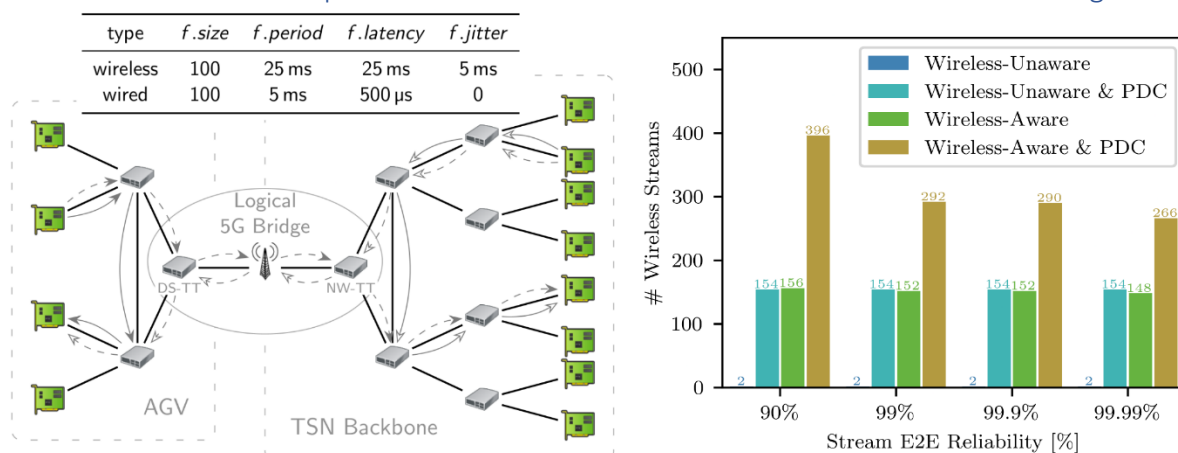 type f.size f.period f.latency f.jitter
wireless 100 25 ms 25 ms 5 ms
wired 100 5 ms 500 µs 0
Logical
5G Bridge
DS-TT
NW-TT
AGV
TSN Backbone
Wireless-Unaware
Wireless-Unaware & PDC
Wireless-Aware
Wireless-Aware & PDC
# Wireless Streams
500
400
300
200
100
0
2 154 156 396
2 154 152 292
2 154 152 290
2 154 148 266
90% 99% 99.9% 99.99%
Stream E2E Reliability [%]